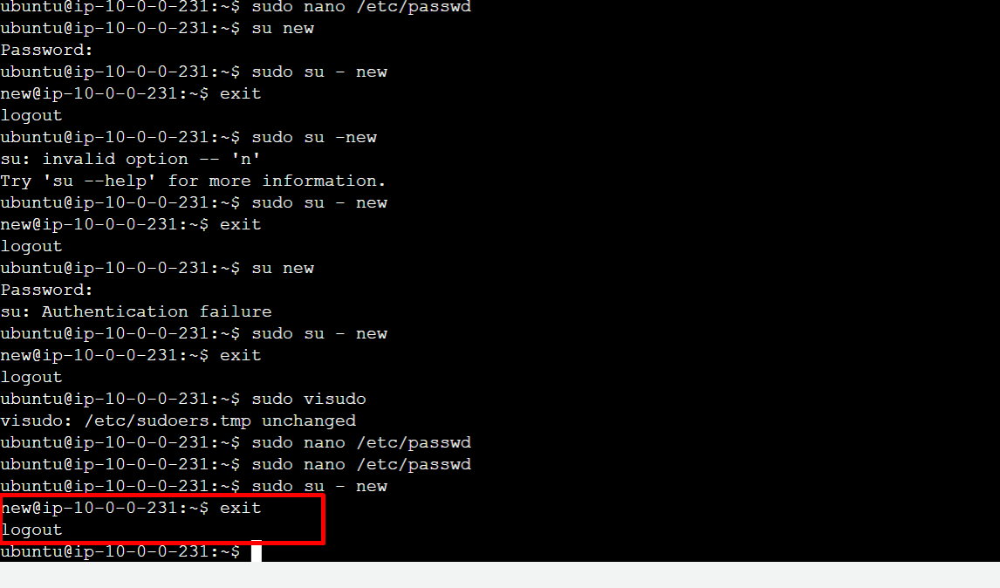 ubuntu@ip-10-0-0-231:~$ sudo nano /etc/passwd
ubuntu@ip-10-0-0-231:~$ su new
Password:
ubuntu@ip-10-0-0-231:~$ sudo su - new
new@ip-10-0-0-231:~$ exit
logout
ubuntu@ip-10-0-0-231:~$ sudo su -new
su: invalid option -- 'n'
Try 'su --help' for more information.
ubuntu@ip-10-0-0-231:~$ sudo su - new
new@ip-10-0-0-231:~$ exit
logout
ubuntu@ip-10-0-0-231:~$ su new
Password:
su: Authentication failure
ubuntu@ip-10-0-0-231:~$ sudo su - new
new@ip-10-0-0-231:~$ exit
logout
ubuntu@ip-10-0-0-231:~$ sudo visudo
visudo: /etc/sudoers.tmp unchanged
ubuntu@ip-10-0-0-231:~$ sudo nano /etc/passwd
ubuntu@ip-10-0-0-231:~$ sudo nano /etc/passwd
ubuntu@ip-10-0-0-231:~$ sudo su - new
new@ip-10-0-0-231:~$ exit
logout
ubuntu@ip-10-0-0-231:~$